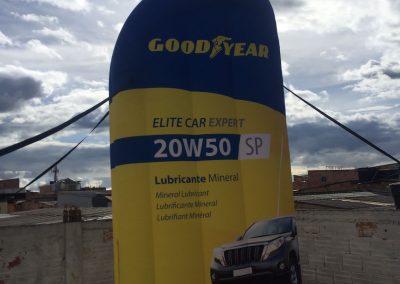 GOODYEAR
ELITE CAR EXPERT
20W50 SP
Lubricante Mineral
Mineral Lubricant
Lubrificante Mineral
Lubrifiant Minéral